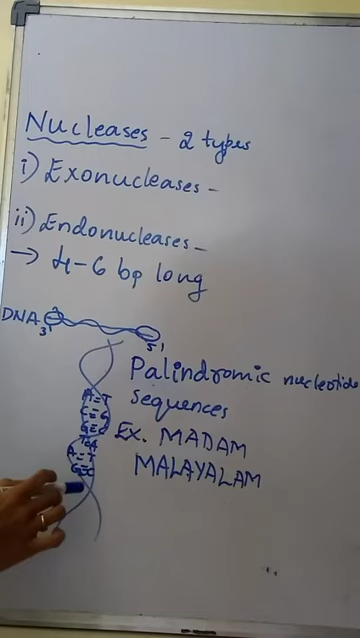 Nucleases - 2 types
i) Exonucleases -
ii) Endonucleases -
→ 4-6 bp long
DNA 3' 5'
Palindromic nucleotide
sequences
Ex. MADAM
MALAYALAM
A=T
C≡G
G≡C
T=A
A=T
G≡C